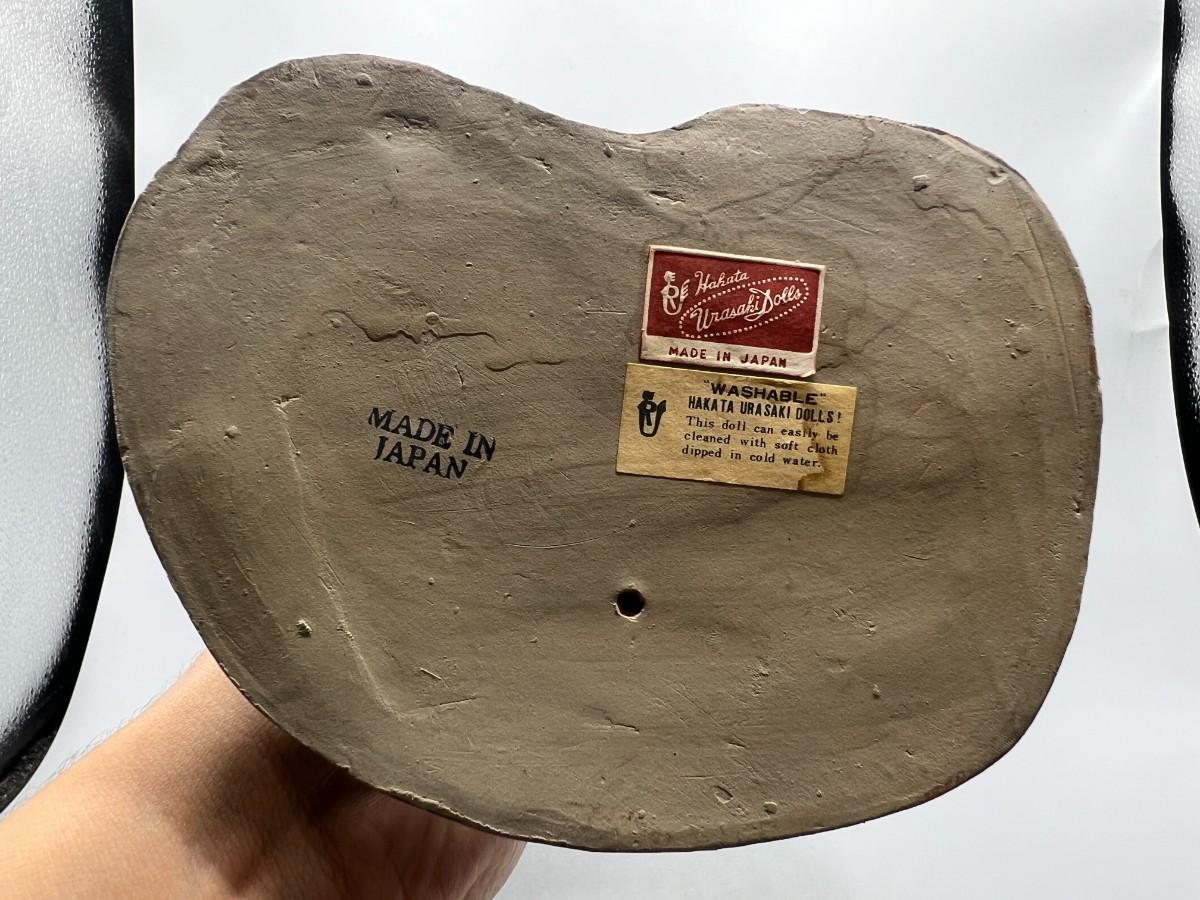 Hakata
Urasaki Dolls
MADE IN JAPAN
"WASHABLE"
HAKATA URASAKI DOLLS!
This doll can easily be
cleaned with soft cloth
dipped in cold water.
MADE IN
JAPAN